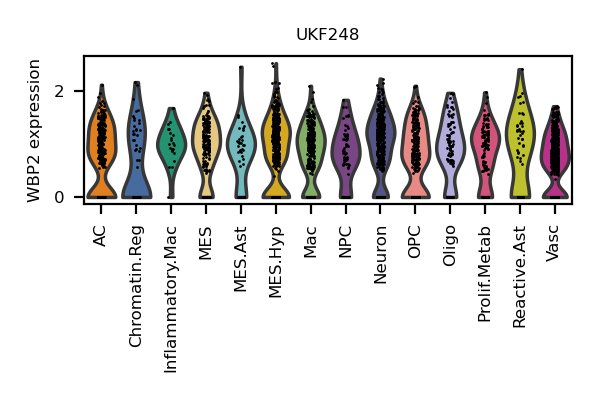 UKF248
WBP2 expression
2
0
AC
Chromatin.Reg
Inflammatory.Mac
MES
MES.Ast
MES.Hyp
Mac
NPC
Neuron
OPC
Oligo
Prolif.Metab
Reactive.Ast
Vasc